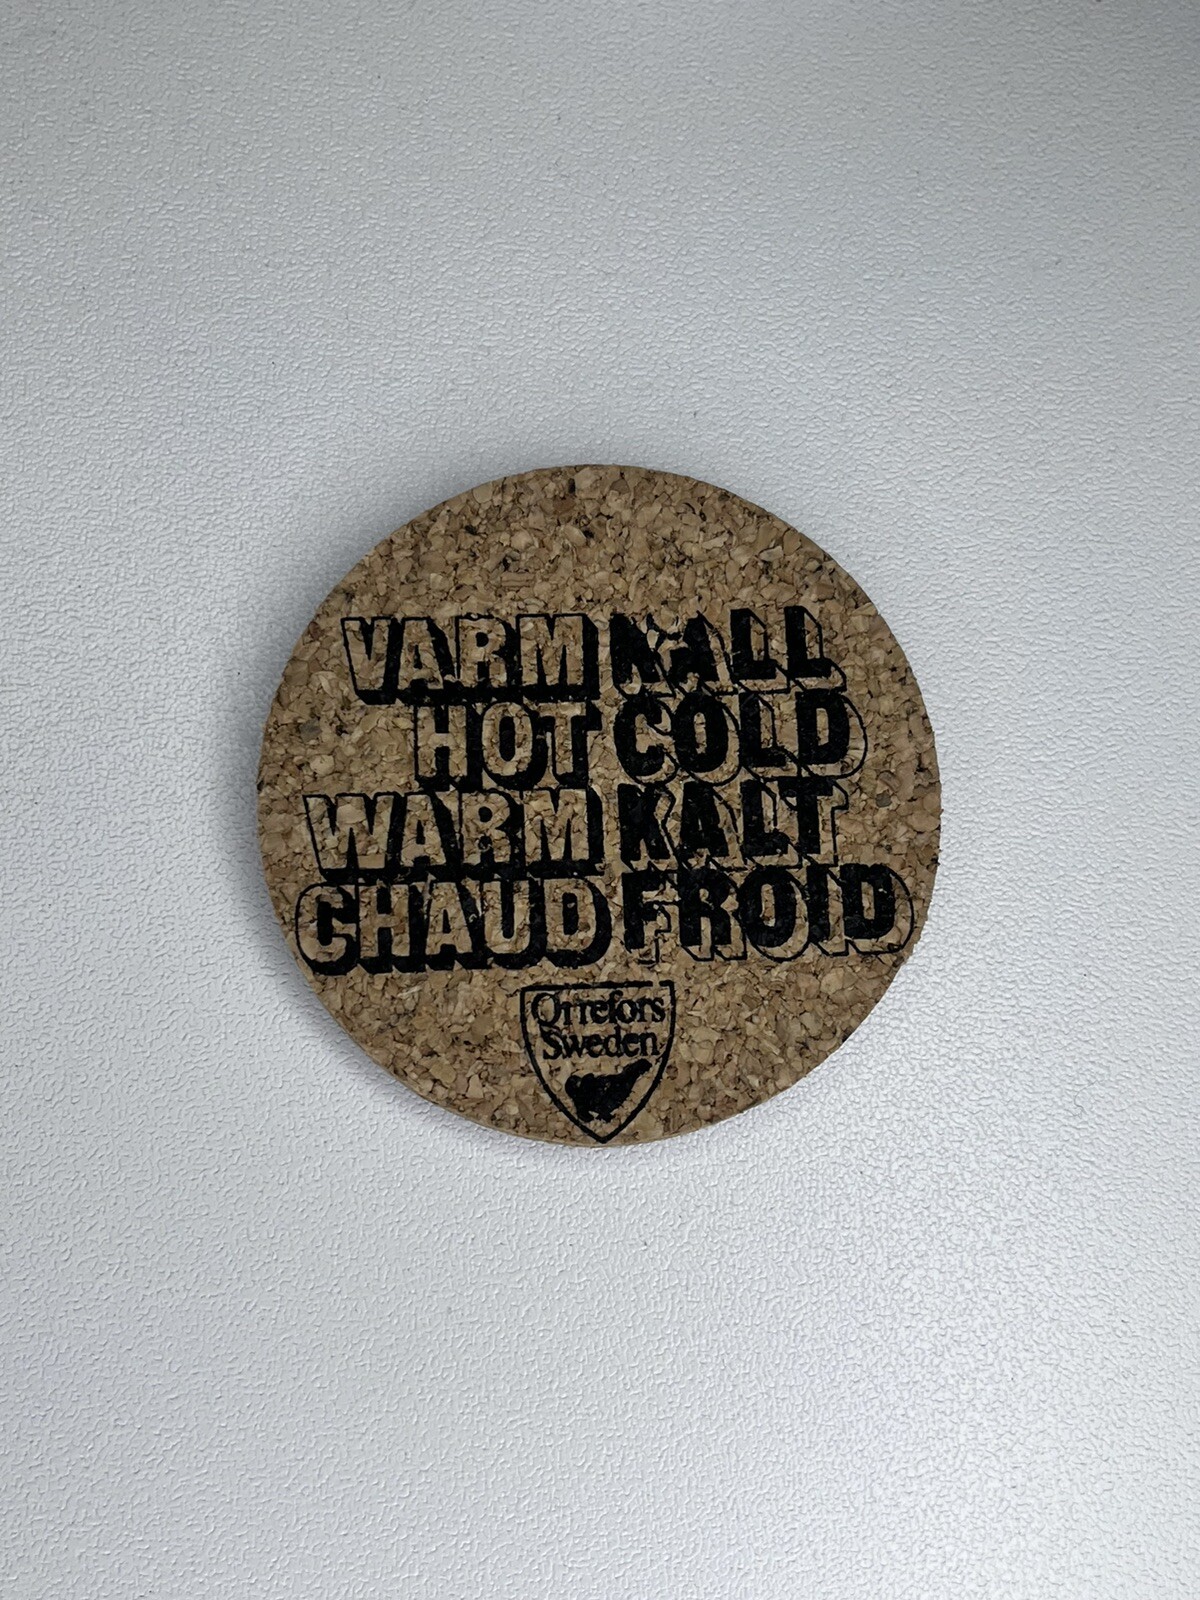 VARM KALL
HOT COLD
WARM KALT
CHAUD FROID
Orrefors
Sweden